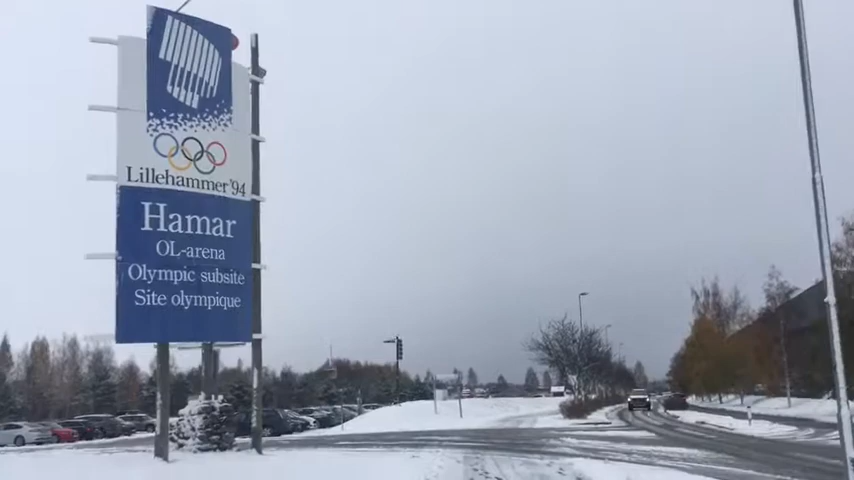 Lillehammer'94
Hamar
OL-arena
Olympic subsite
Site olympique